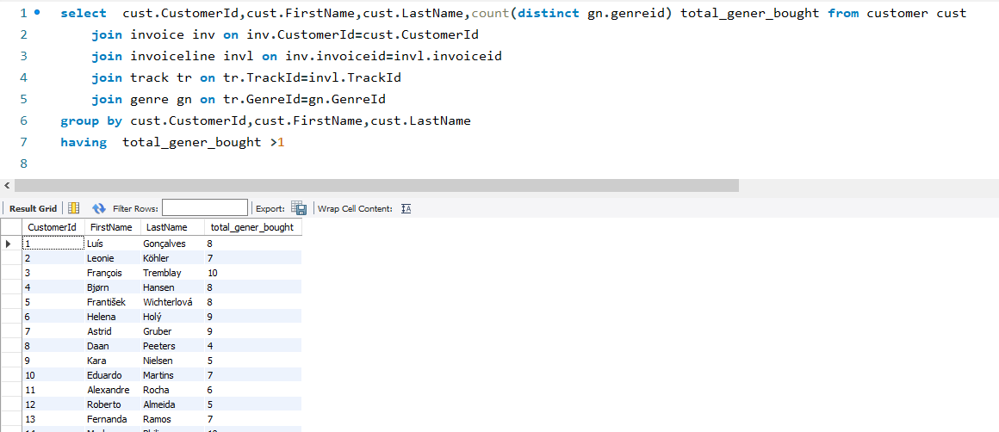 1 select cust.CustomerId,cust.FirstName,cust.LastName,count(distinct gn.genreid) total_gener_bought from customer cust
2 join invoice inv on inv.CustomerId=cust.CustomerId
3 join invoiceline invl on inv.invoiceid=invl.invoiceid
4 join track tr on tr.TrackId=invl.TrackId
5 join genre gn on tr.GenreId=gn.GenreId
6 group by cust.CustomerId,cust.FirstName,cust.LastName
7 having total_gener_bought >1
8
Result Grid Filter Rows: Export: Wrap Cell Content:
CustomerId FirstName LastName total_gener_bought
1 Luís Gonçalves 8
2 Leonie Köhler 7
3 François Tremblay 10
4 Bjørn Hansen 8
5 František Wichterlová 8
6 Helena Holý 9
7 Astrid Gruber 9
8 Daan Peeters 4
9 Kara Nielsen 5
10 Eduardo Martins 7
11 Alexandre Rocha 6
12 Roberto Almeida 5
13 Fernanda Ramos 7